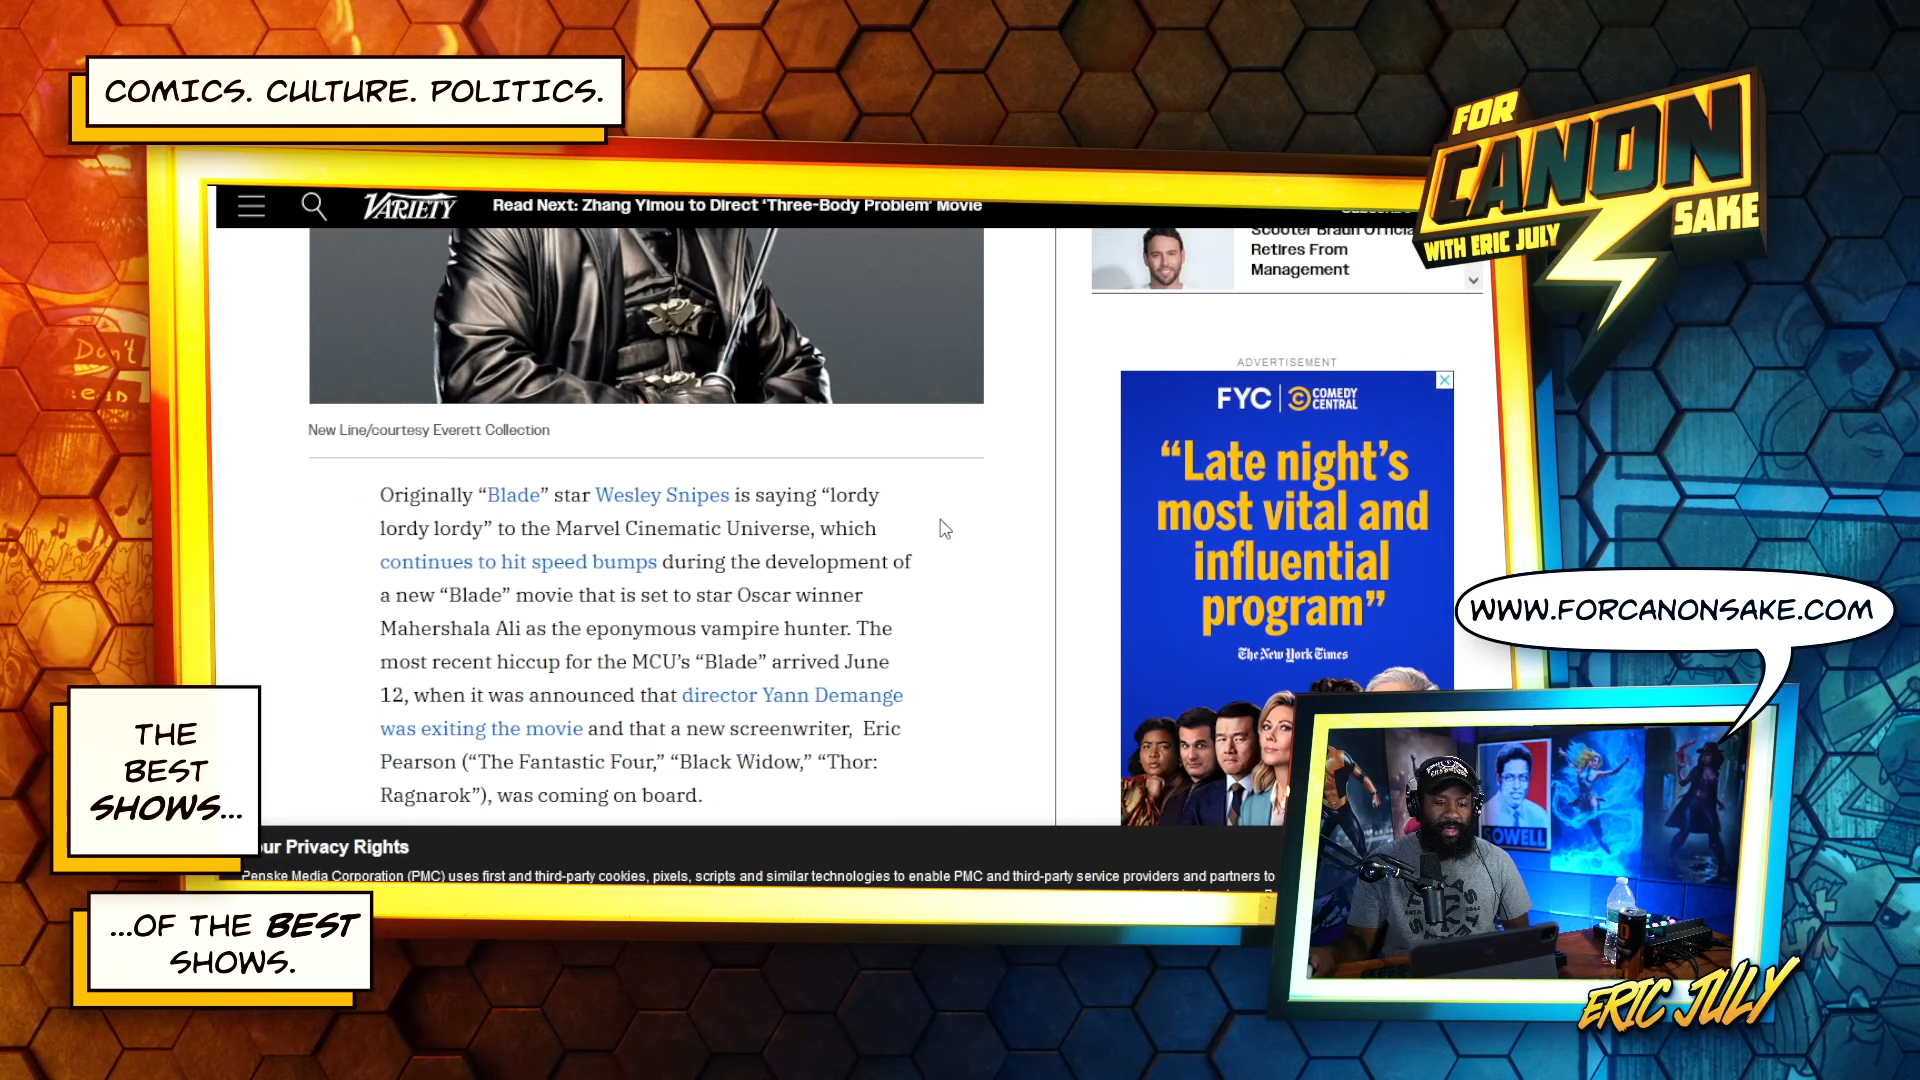 COMICS. CULTURE. POLITICS.
FOR
CANON
SAKE
WITH ERIC JULY
VARIETY
Read Next: Zhang Yimou to Direct ‘Three-Body Problem’ Movie
Retires From
Management
New Line/courtesy Everett Collection
Originally “Blade” star Wesley Snipes is saying “lordy
lordy lordy” to the Marvel Cinematic Universe, which
continues to hit speed bumps during the development of
a new “Blade” movie that is set to star Oscar winner
Mahershala Ali as the eponymous vampire hunter. The
most recent hiccup for the MCU’s “Blade” arrived June
12, when it was announced that director Yann Demange
was exiting the movie and that a new screenwriter, Eric
Pearson (“The Fantastic Four,” “Black Widow,” “Thor:
Ragnarok”), was coming on board.
ADVERTISEMENT
FYC
COMEDY
CENTRAL
“Late night’s
most vital and
influential
program”
The New York Times
WWW.FORCANONSAKE.COM
THE
BEST
SHOWS...
...OF THE BEST
SHOWS.
Privacy Rights
Penske Media Corporation (PMC) uses first and third-party cookies, pixels, scripts and similar technologies to enable PMC and third-party service providers and partners to
SOWELL
ERIC JULY
Don't